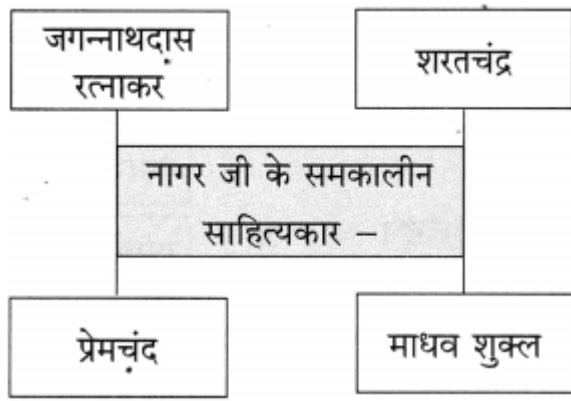 जगन्नाथदास
रत्नाकर
शरतचंद्र
नागर जी के समकालीन
साहित्यकार –
प्रेमचंद
माधव शुक्ल